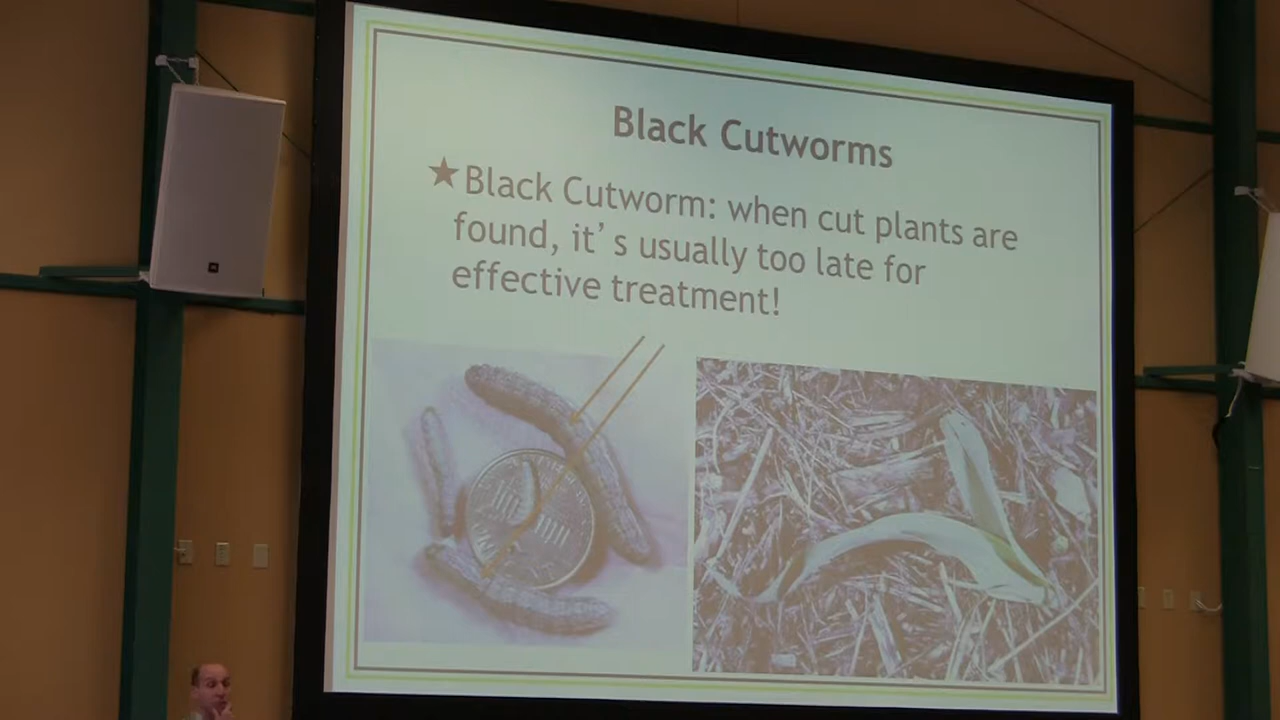 Black Cutworms
★Black Cutworm: when cut plants are
found, it’s usually too late for
effective treatment!